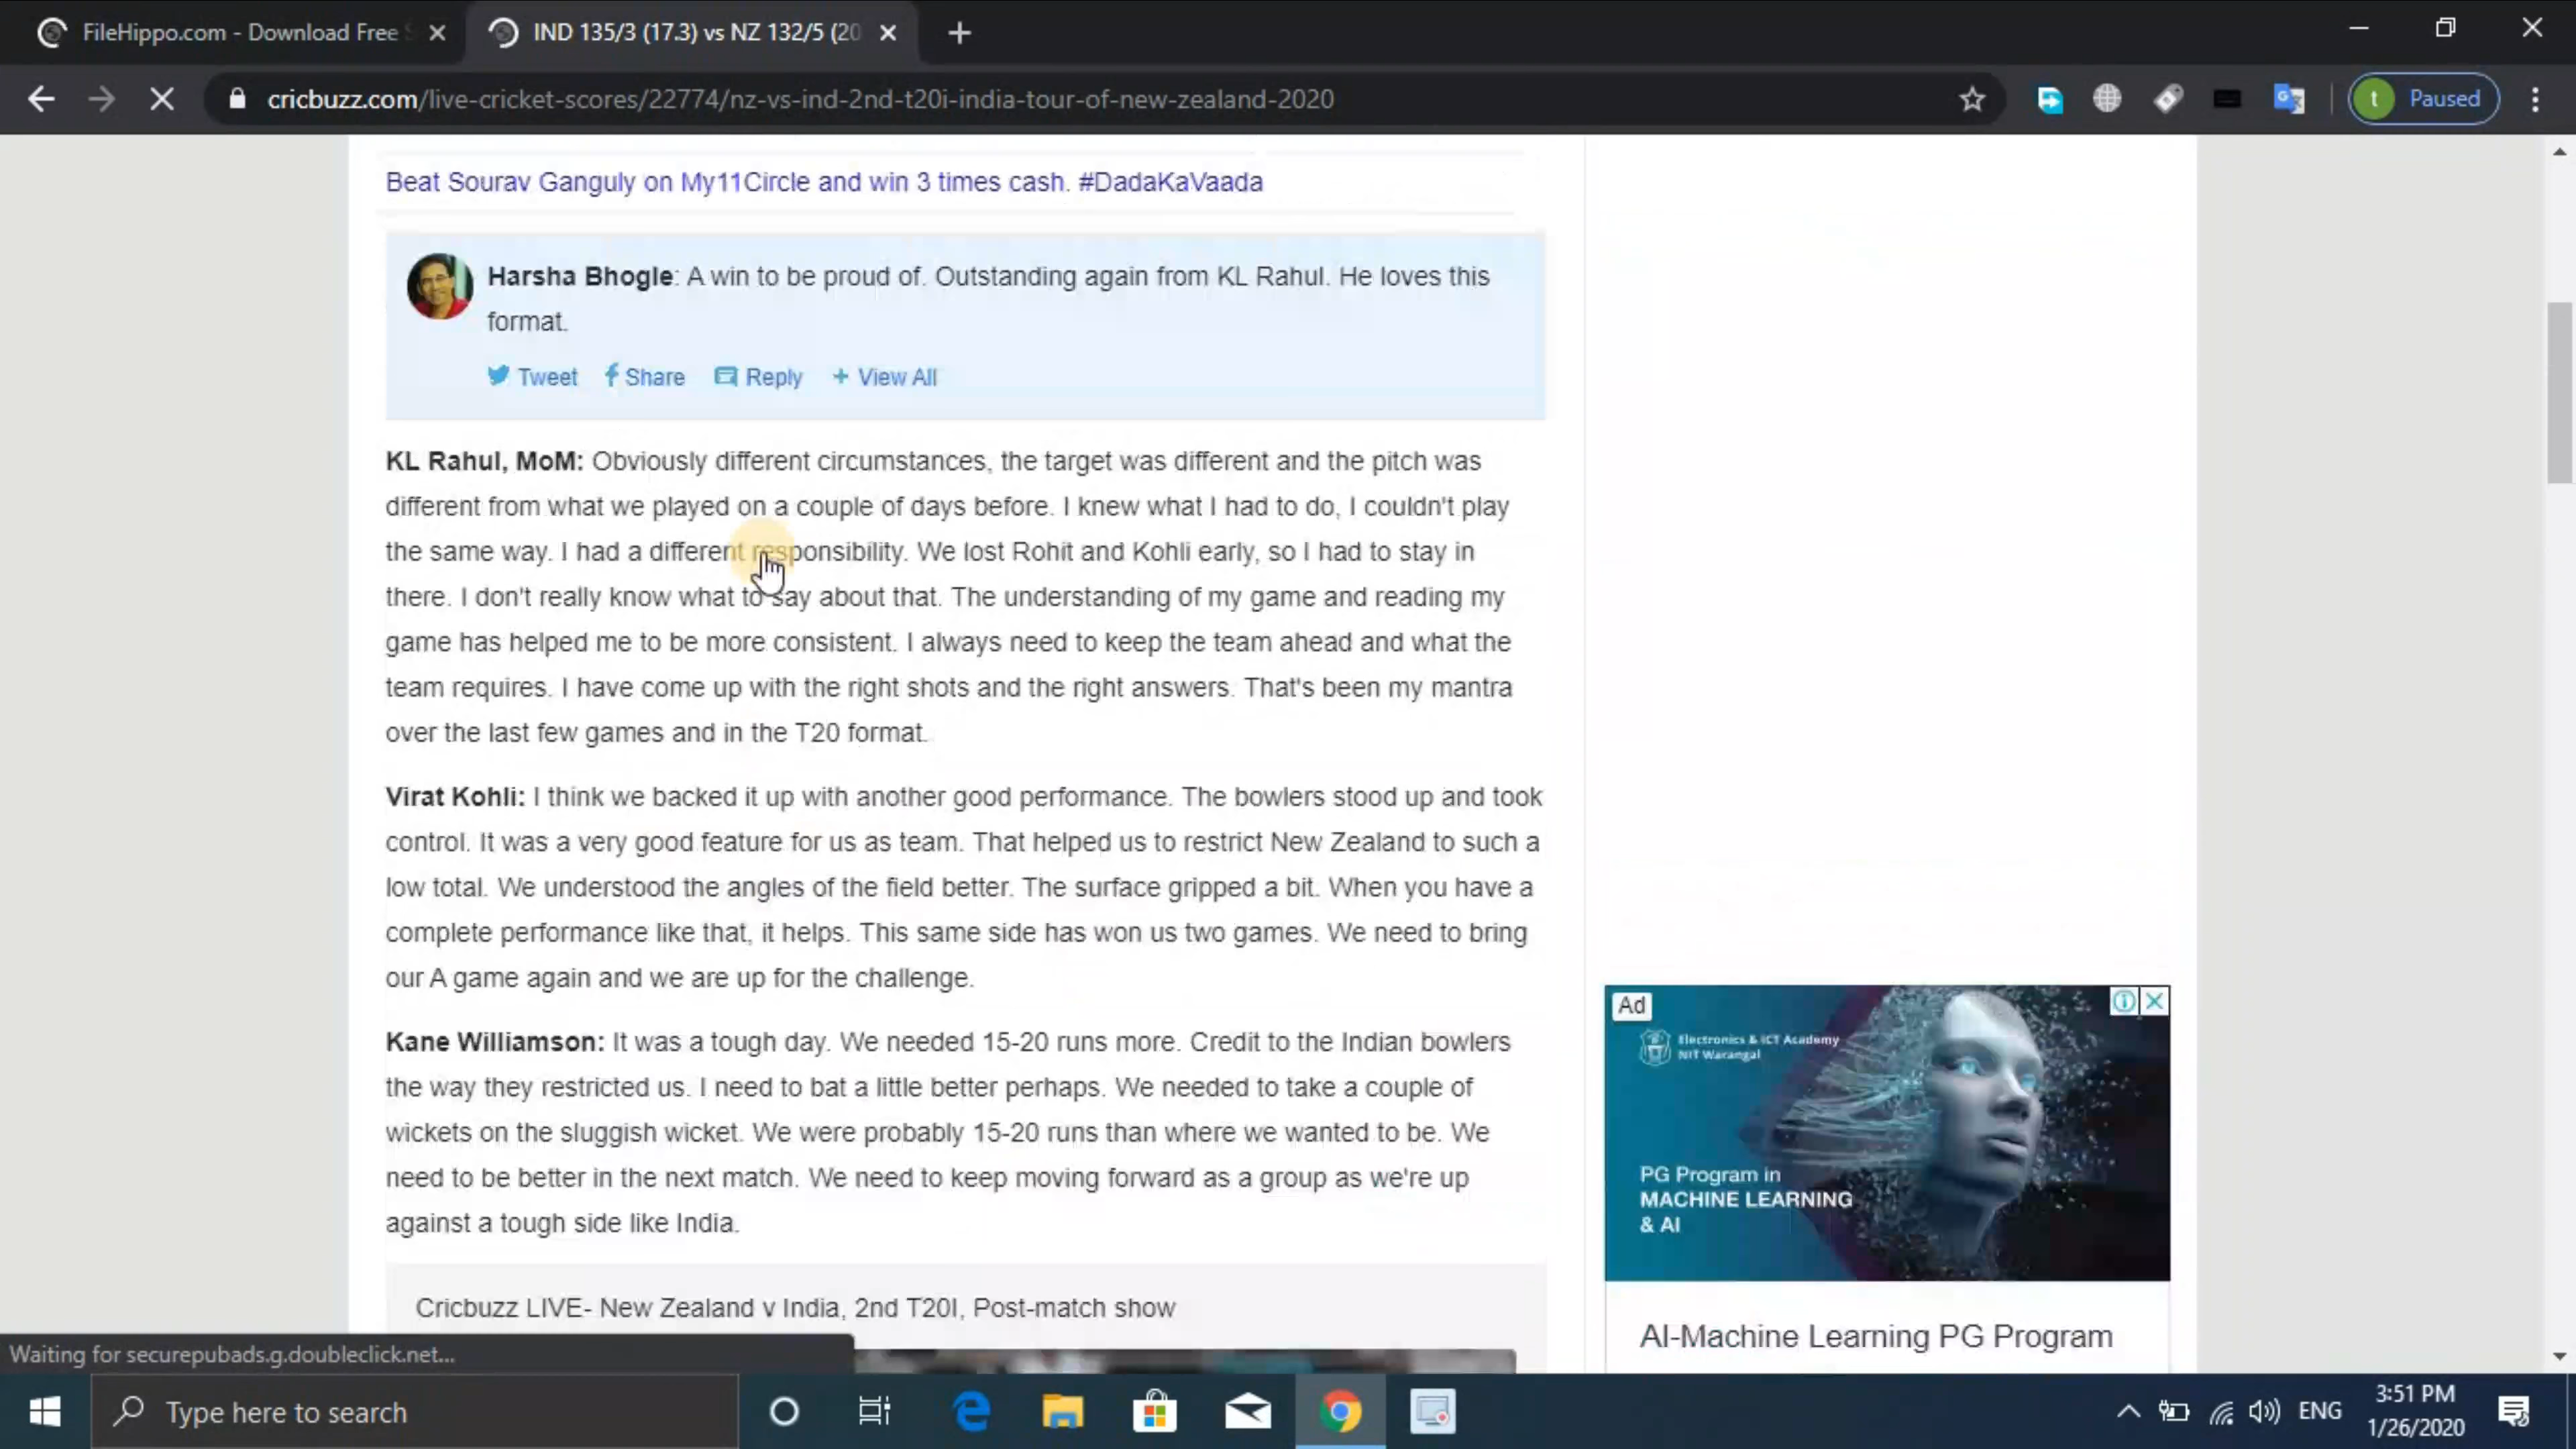 FileHippo.com - Download Free S
IND 135/3 (17.3) vs NZ 132/5 (20
cricbuzz.com/live-cricket-scores/22774/nz-vs-ind-2nd-t20i-india-tour-of-new-zealand-2020
t Paused
Beat Sourav Ganguly on My11Circle and win 3 times cash. #DadaKaVaada
Harsha Bhogle: A win to be proud of. Outstanding again from KL Rahul. He loves this
format.
Tweet Share Reply + View All
KL Rahul, MoM: Obviously different circumstances, the target was different and the pitch was
different from what we played on a couple of days before. I knew what I had to do, I couldn't play
the same way. I had a different responsibility. We lost Rohit and Kohli early, so I had to stay in
there. I don't really know what to say about that. The understanding of my game and reading my
game has helped me to be more consistent. I always need to keep the team ahead and what the
team requires. I have come up with the right shots and the right answers. That's been my mantra
over the last few games and in the T20 format.
Virat Kohli: I think we backed it up with another good performance. The bowlers stood up and took
control. It was a very good feature for us as team. That helped us to restrict New Zealand to such a
low total. We understood the angles of the field better. The surface gripped a bit. When you have a
complete performance like that, it helps. This same side has won us two games. We need to bring
our A game again and we are up for the challenge.
Kane Williamson: It was a tough day. We needed 15-20 runs more. Credit to the Indian bowlers
the way they restricted us. I need to bat a little better perhaps. We needed to take a couple of
wickets on the sluggish wicket. We were probably 15-20 runs than where we wanted to be. We
need to be better in the next match. We need to keep moving forward as a group as we're up
against a tough side like India.
Cricbuzz LIVE- New Zealand v India, 2nd T20I, Post-match show
Ad
Electronics & ICT Academy
NIT Warangal
PG Program in
MACHINE LEARNING
& AI
AI-Machine Learning PG Program
Waiting for securepubads.g.doubleclick.net...
Type here to search
ENG
3:51 PM
1/26/2020